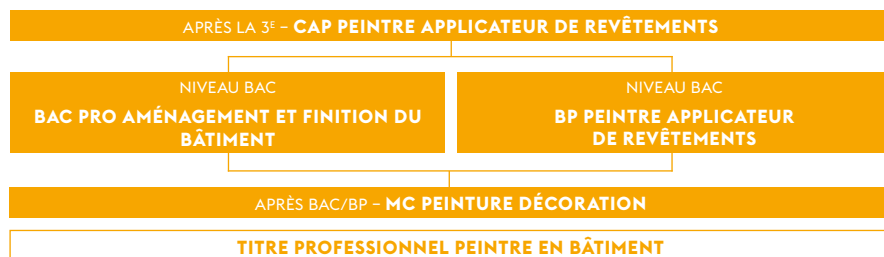 APRÈS LA 3E – CAP PEINTRE APPLICATEUR DE REVÊTEMENTS
NIVEAU BAC
BAC PRO AMÉNAGEMENT ET FINITION DU
BÂTIMENT
NIVEAU BAC
BP PEINTRE APPLICATEUR
DE REVÊTEMENTS
APRÈS BAC/BP – MC PEINTURE DÉCORATION
TITRE PROFESSIONNEL PEINTRE EN BÂTIMENT